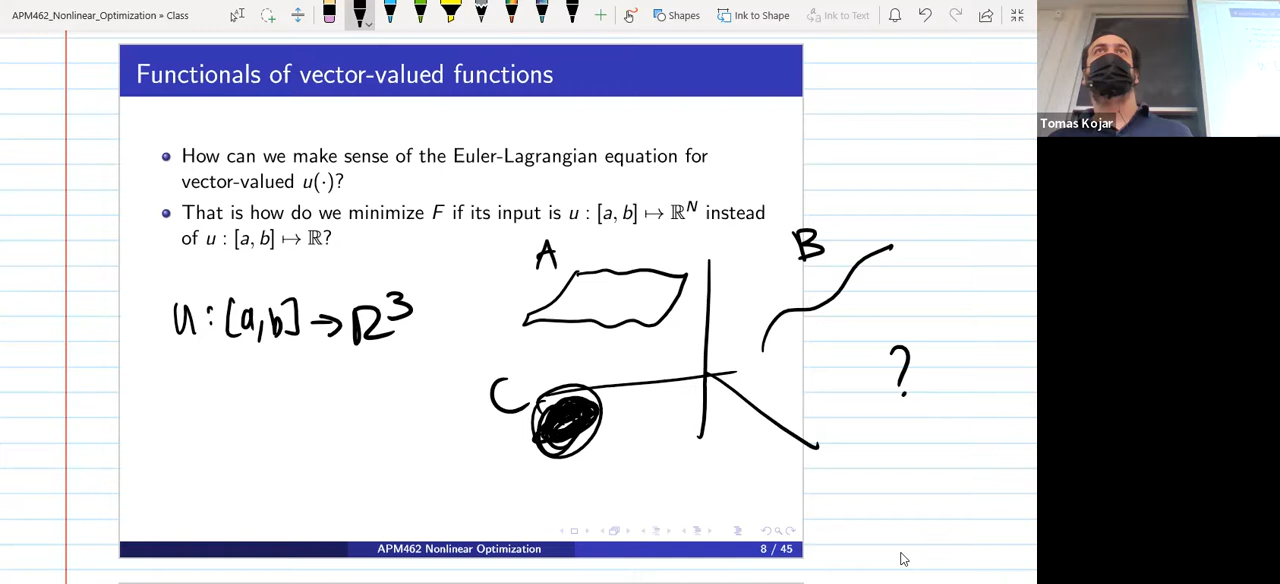 APM462_Nonlinear_Optimization » Class
Shapes
Ink to Shape
Ink to Text
Functionals of vector-valued functions
How can we make sense of the Euler-Lagrangian equation for
vector-valued u(·)?
That is how do we minimize F if its input is u : [a, b] ↦ ℝᴺ instead
of u : [a, b] ↦ ℝ?
A
B
u : [a,b] → ℝ³
C
?
APM462 Nonlinear Optimization
8 / 45
Tomas Kojar